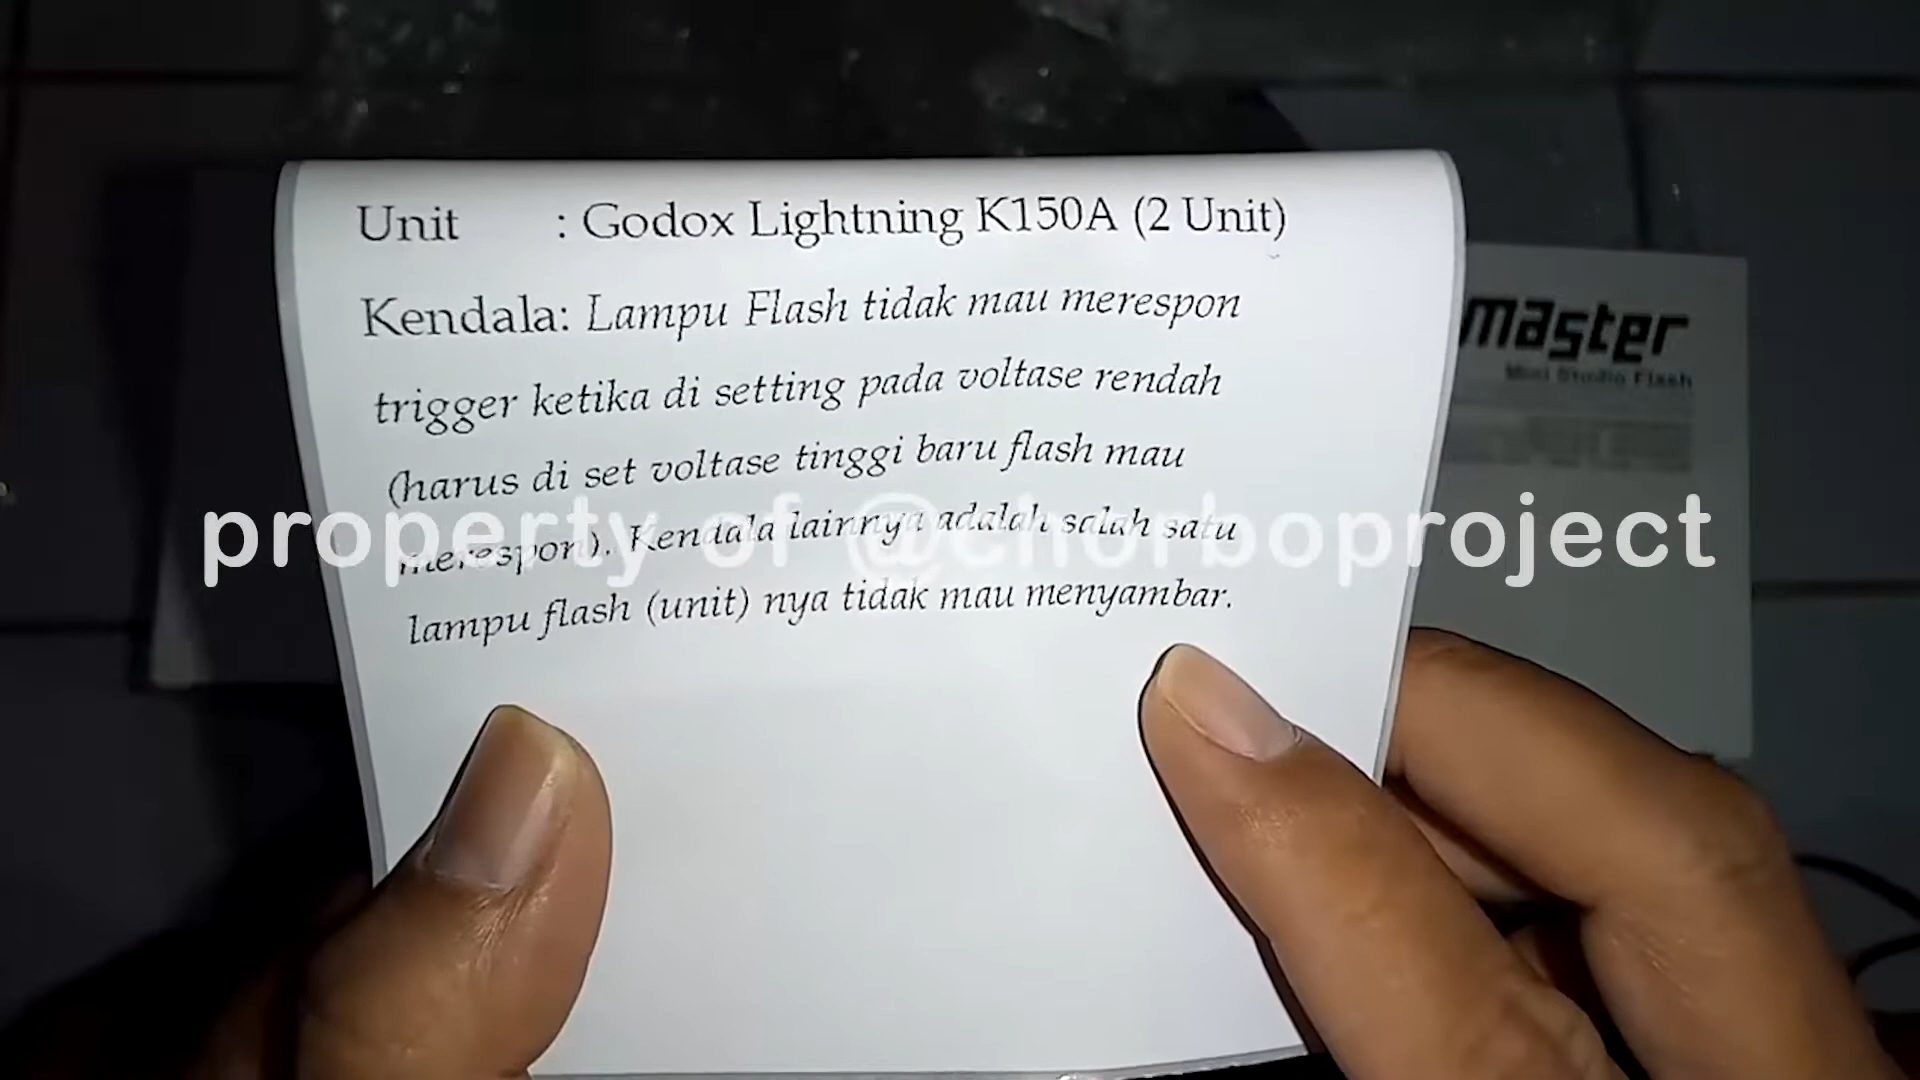 Unit : Godox Lightning K150A (2 Unit)
Kendala: Lampu Flash tidak mau merespon
trigger ketika di setting pada voltase rendah
(harus di set voltase tinggi baru flash mau
merespon). Kendala lainnya adalah salah satu
lampu flash (unit) nya tidak mau menyambar.
master
Mini Studio Flash
property of @chorboproject